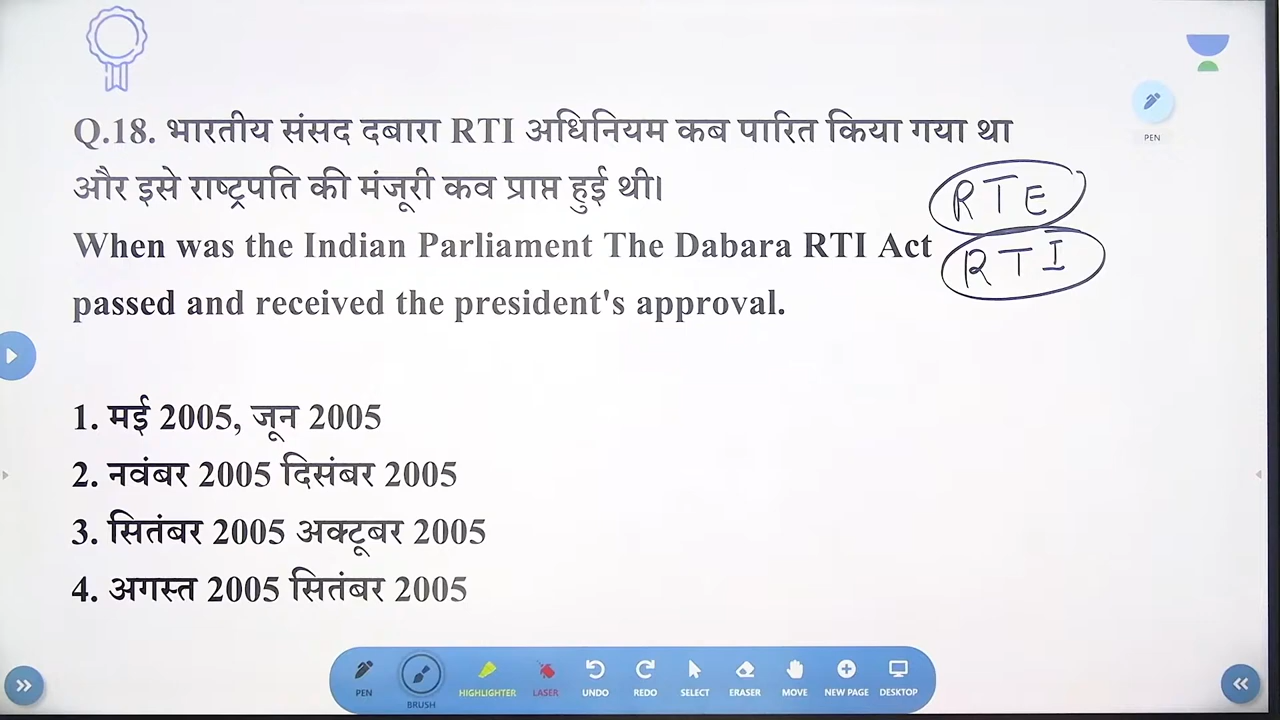 Q.18. भारतीय संसद दबारा RTI अधिनियम कब पारित किया गया था
और इसे राष्ट्रपति की मंजूरी कव प्राप्त हुई थी।
When was the Indian Parliament The Dabara RTI Act
passed and received the president's approval.
RTE
RTI
PEN
1. मई 2005, जून 2005
2. नवंबर 2005 दिसंबर 2005
3. सितंबर 2005 अक्टूबर 2005
4. अगस्त 2005 सितंबर 2005
PEN BRUSH HIGHLIGHTER LASER UNDO REDO SELECT ERASER MOVE NEW PAGE DESKTOP